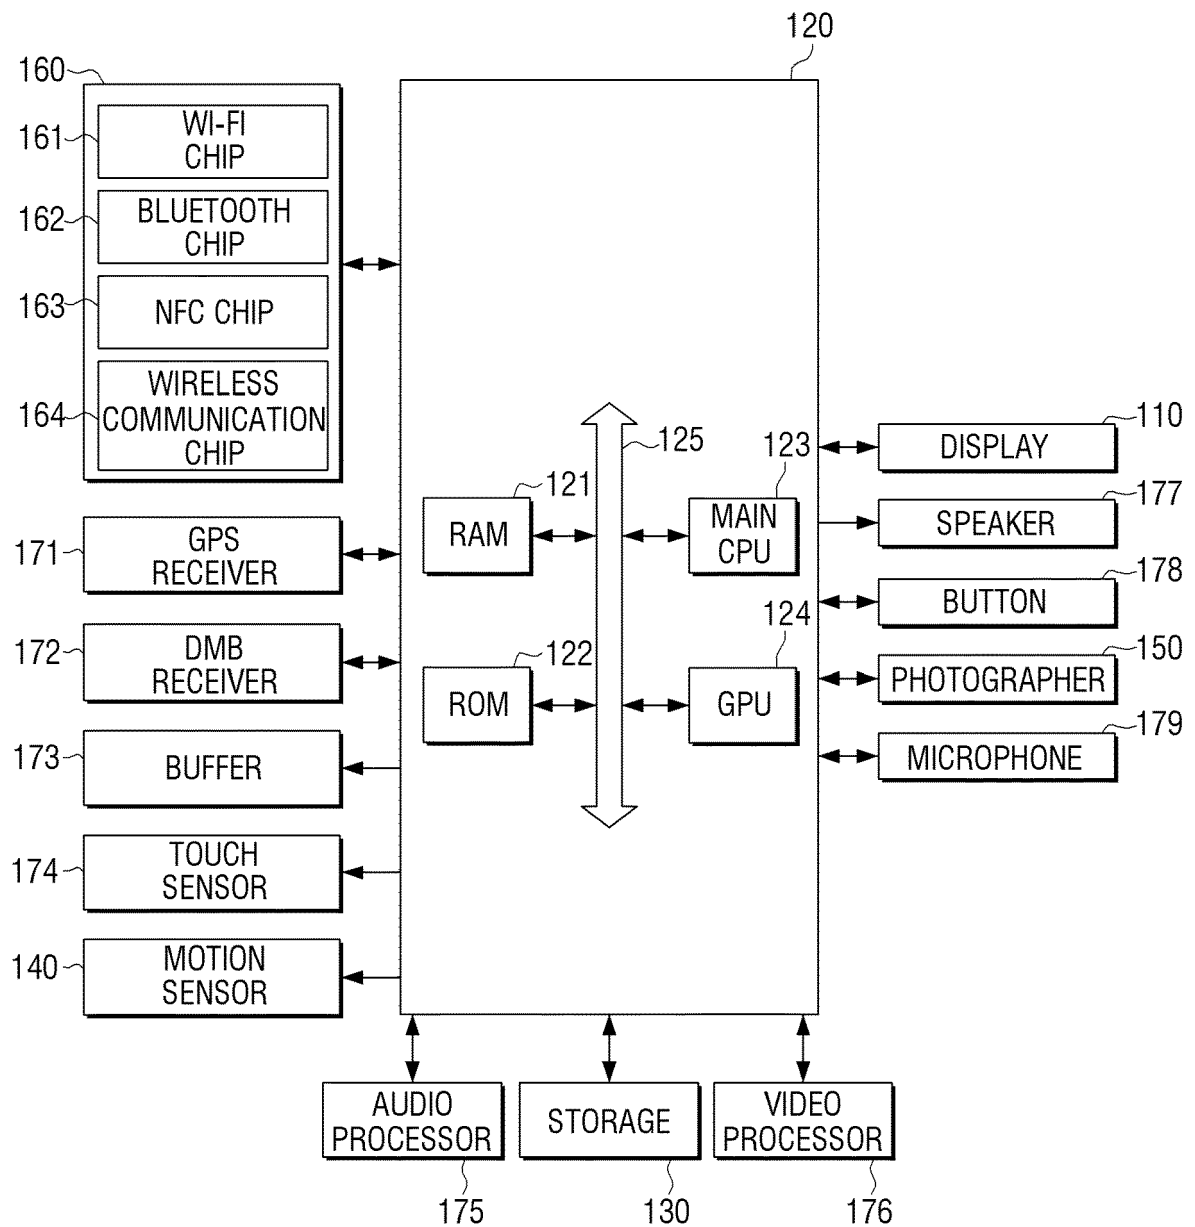 120
160
161
WI-FI
CHIP
162
BLUETOOTH
CHIP
163
NFC CHIP
164
WIRELESS
COMMUNICATION
CHIP
171
GPS
RECEIVER
172
DMB
RECEIVER
173
BUFFER
174
TOUCH
SENSOR
140
MOTION
SENSOR
125
121
RAM
123
MAIN
CPU
122
ROM
124
GPU
110
DISPLAY
177
SPEAKER
178
BUTTON
150
PHOTOGRAPHER
179
MICROPHONE
AUDIO
PROCESSOR
175
STORAGE
130
VIDEO
PROCESSOR
176